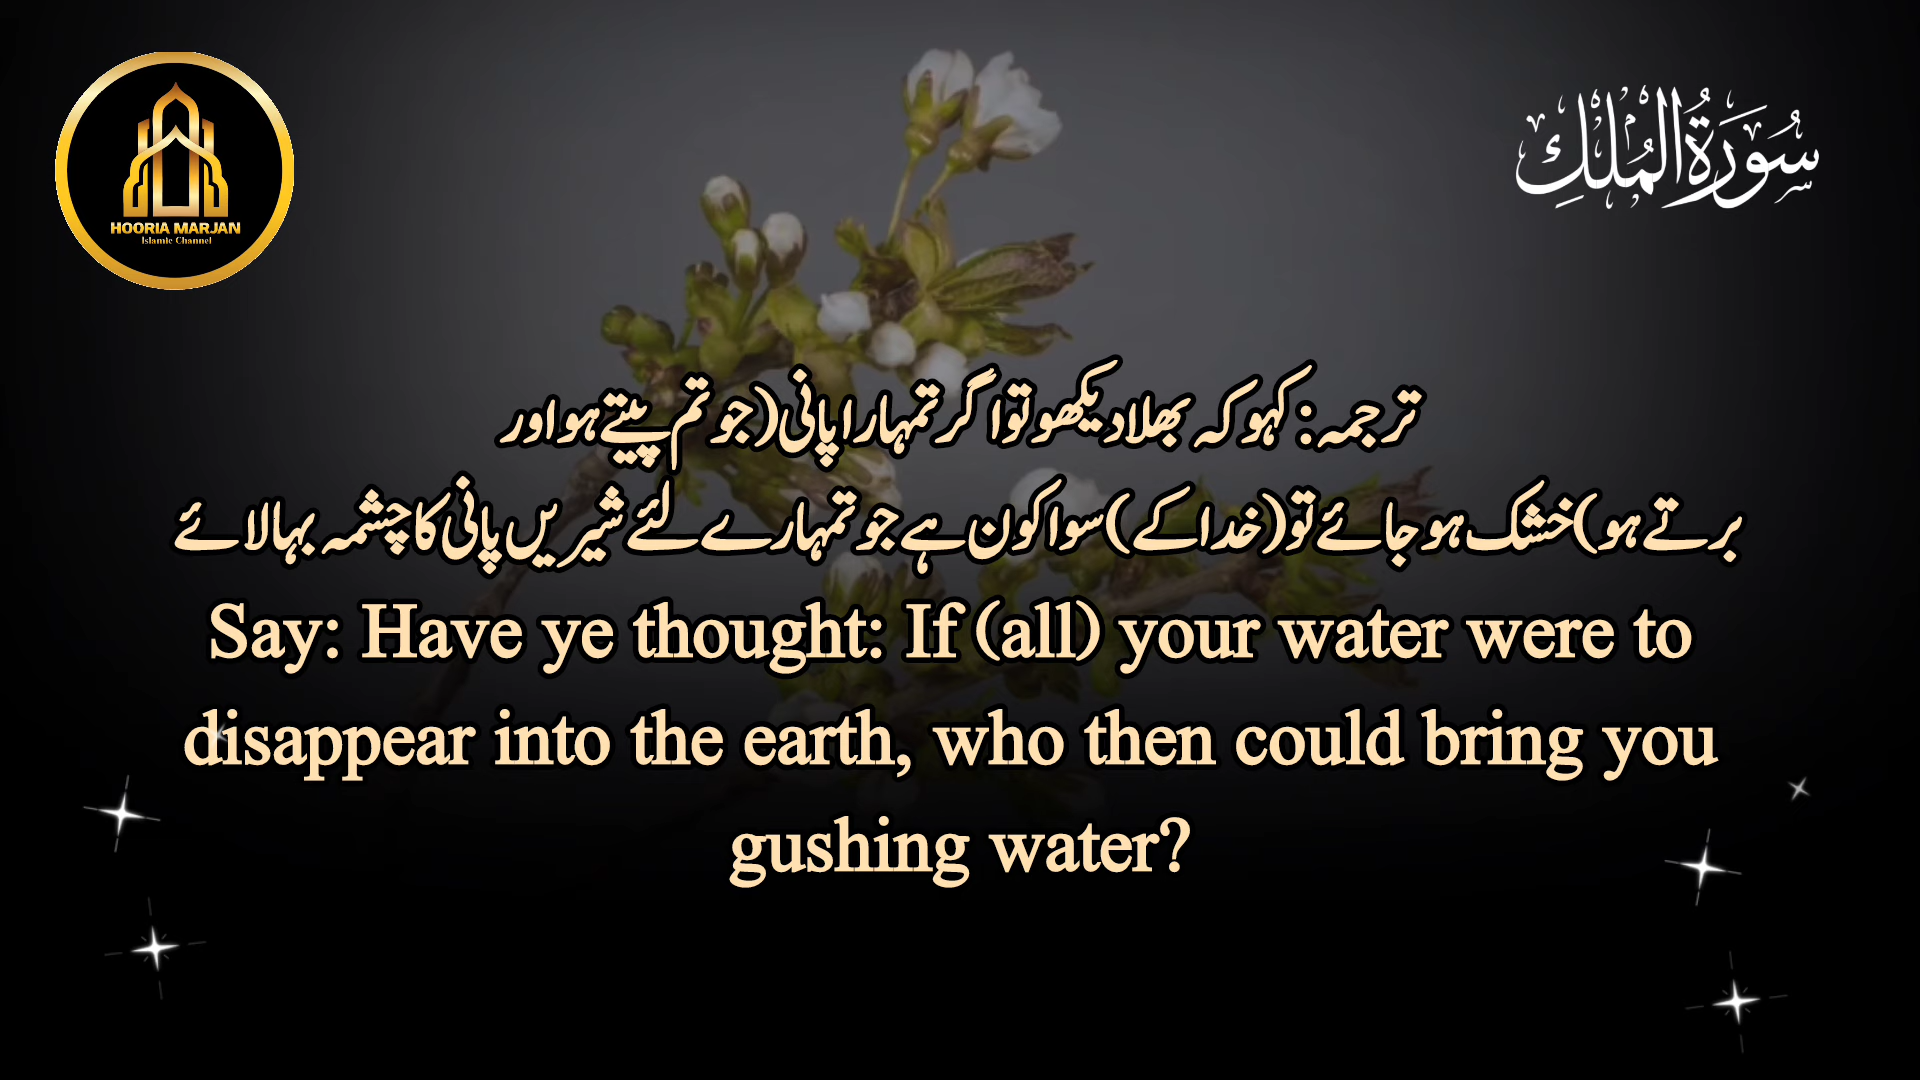 HOORIA MARJAN
Islamic Channel
سُورَةُ الْمُلْكِ
ترجمہ: کہو کہ بھلا دیکھو تو اگر تمہارا پانی (جو تم پیتے ہو اور
برتے ہو) خشک ہو جائے تو (خدا کے) سوا کون ہے جو تمہارے لئے شیریں پانی کا چشمہ بہا لائے
Say: Have ye thought: If (all) your water were to
disappear into the earth, who then could bring you
gushing water?